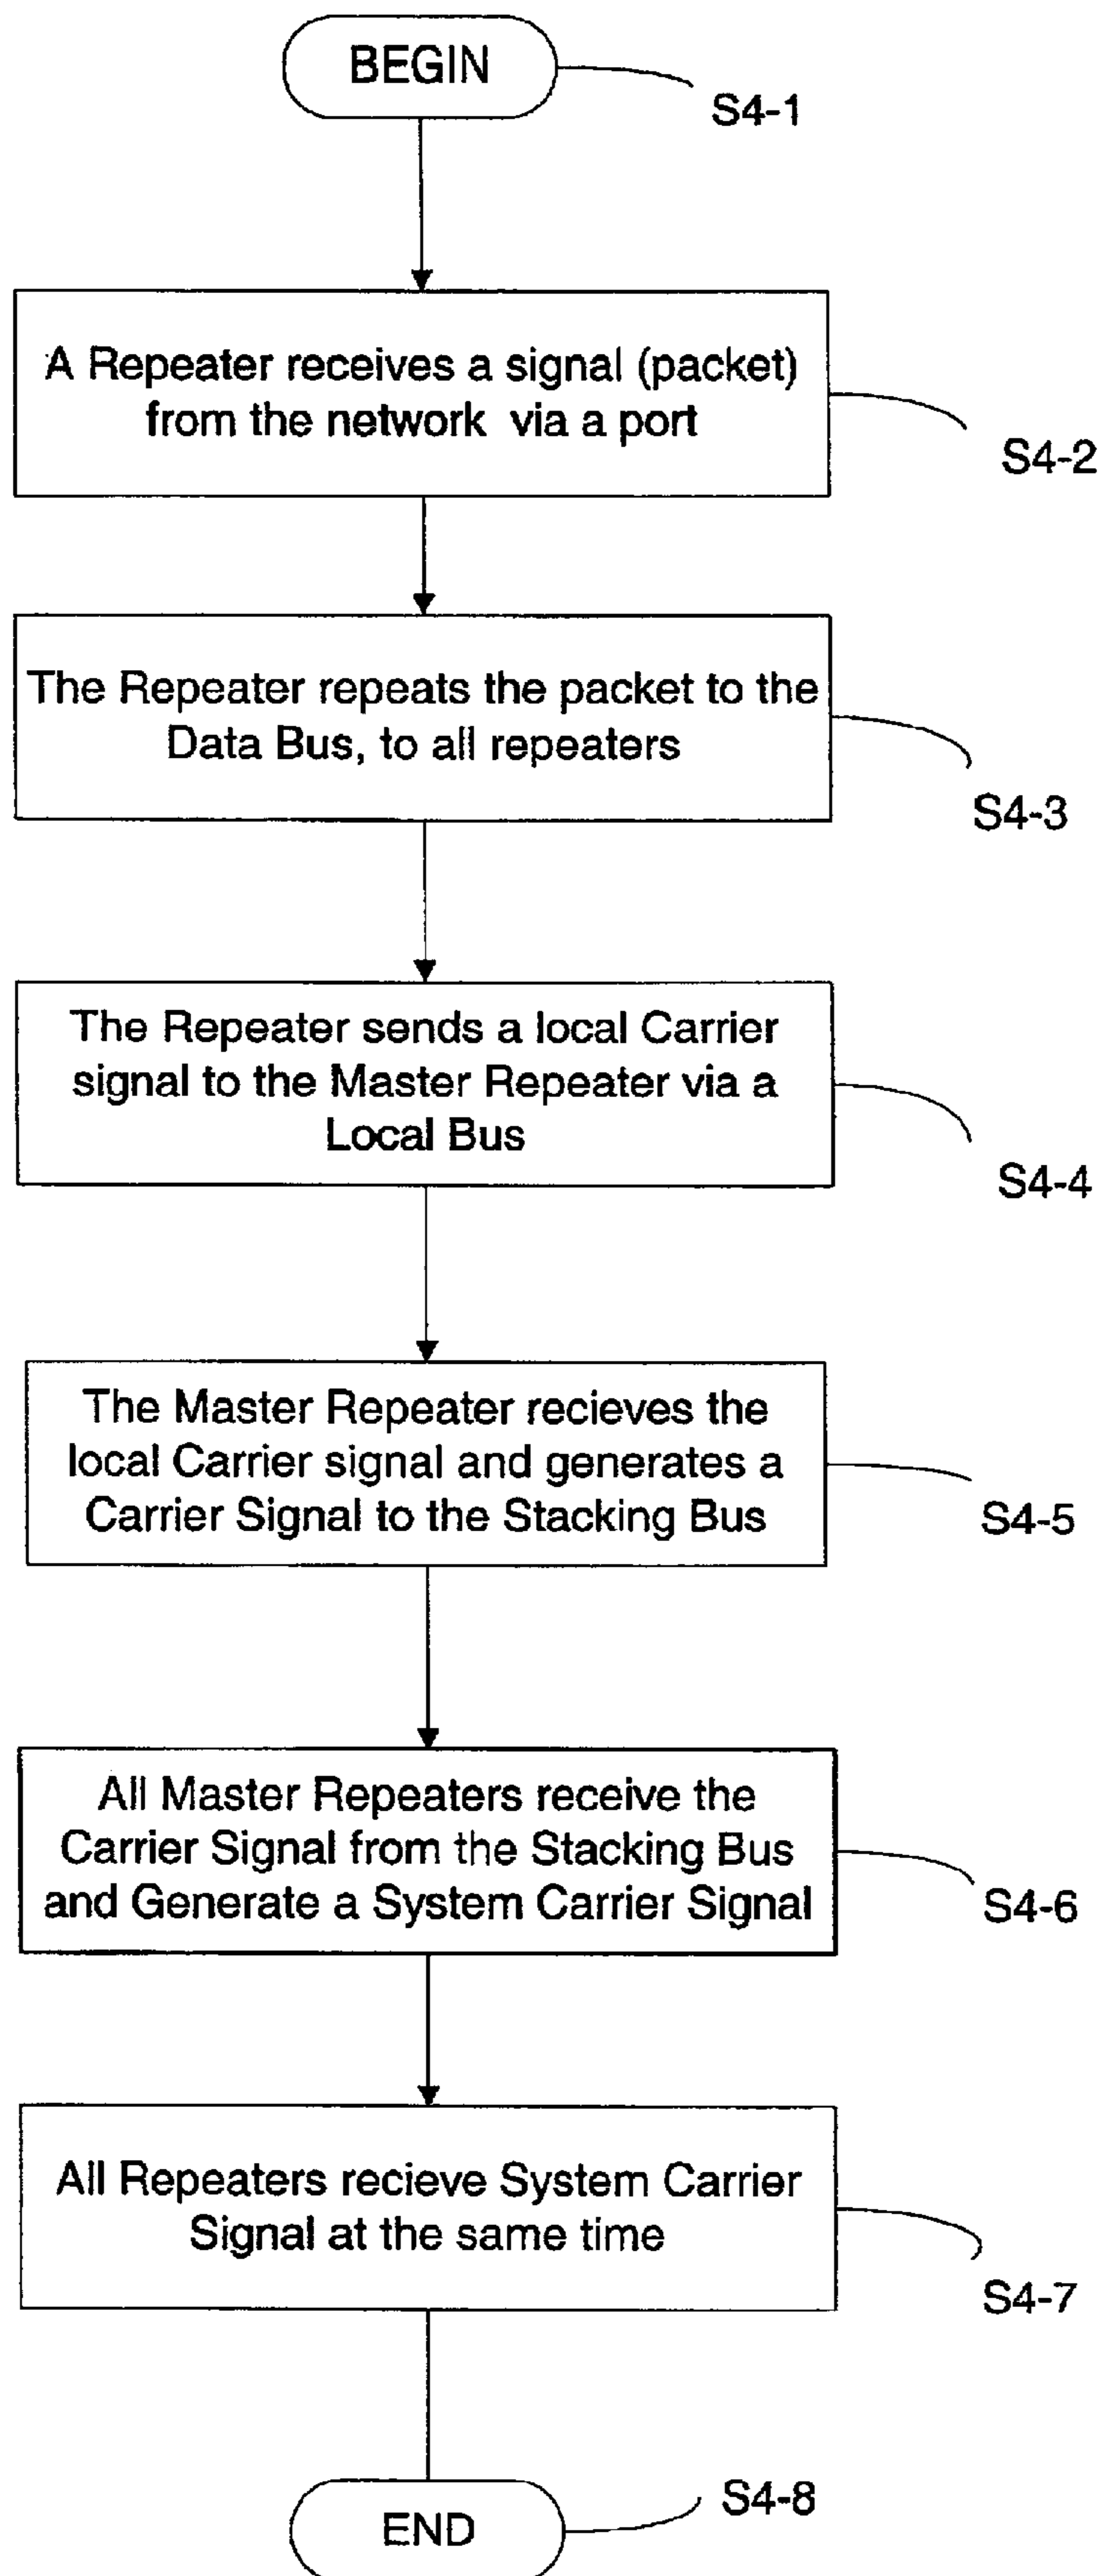 BEGIN
S4-1
A Repeater receives a signal (packet)
from the network via a port
S4-2
The Repeater repeats the packet to the
Data Bus, to all repeaters
S4-3
The Repeater sends a local Carrier
signal to the Master Repeater via a
Local Bus
S4-4
The Master Repeater recieves the
local Carrier signal and generates a
Carrier Signal to the Stacking Bus
S4-5
All Master Repeaters receive the
Carrier Signal from the Stacking Bus
and Generate a System Carrier Signal
S4-6
All Repeaters recieve System Carrier
Signal at the same time
S4-7
END
S4-8